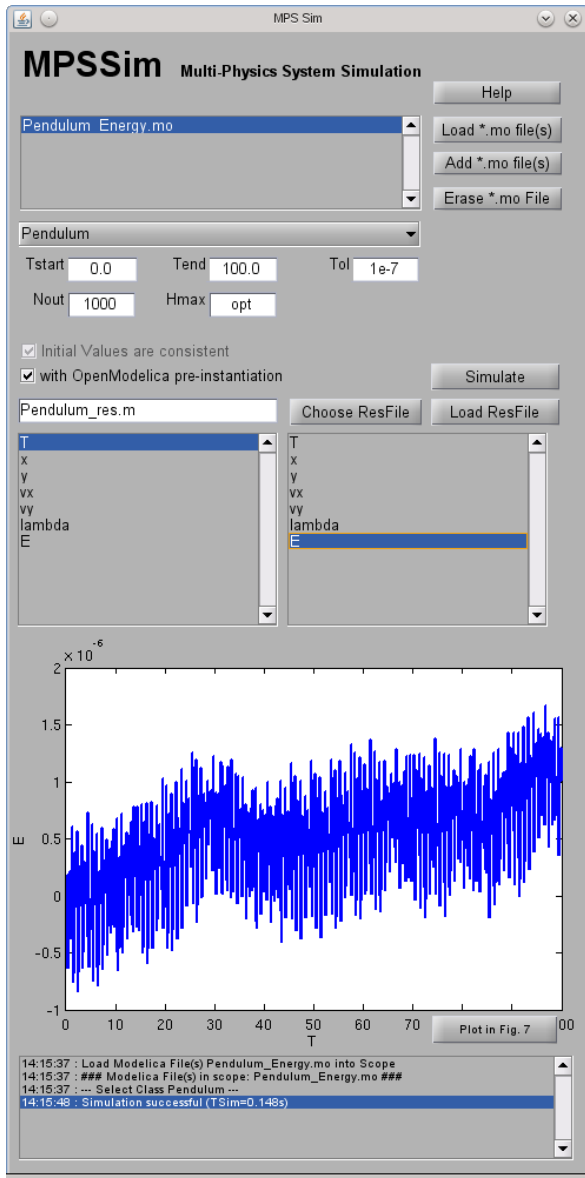 MPS Sim
MPSSim Multi-Physics System Simulation
Help
Pendulum_Energy.mo
Load *.mo file(s)
Add *.mo file(s)
Erase *.mo File
Pendulum
Tstart 0.0 Tend 100.0 Tol 1e-7
Nout 1000 Hmax opt
Initial Values are consistent
with OpenModelica pre-instantiation
Simulate
Pendulum_res.m Choose ResFile Load ResFile
T
x
y
vx
vy
lambda
E
T
x
y
vx
vy
lambda
E
x 10^-6
2
1.5
1
0.5
0
-0.5
-1
E
0 10 20 30 40 50 60 70 00
T
Plot in Fig. 7
14:15:37 : Load Modelica File(s) Pendulum_Energy.mo into Scope
14:15:37 : ### Modelica File(s) in scope: Pendulum_Energy.mo ###
14:15:37 : --- Select Class Pendulum ---
14:15:48 : Simulation successful (TSim=0.148s)